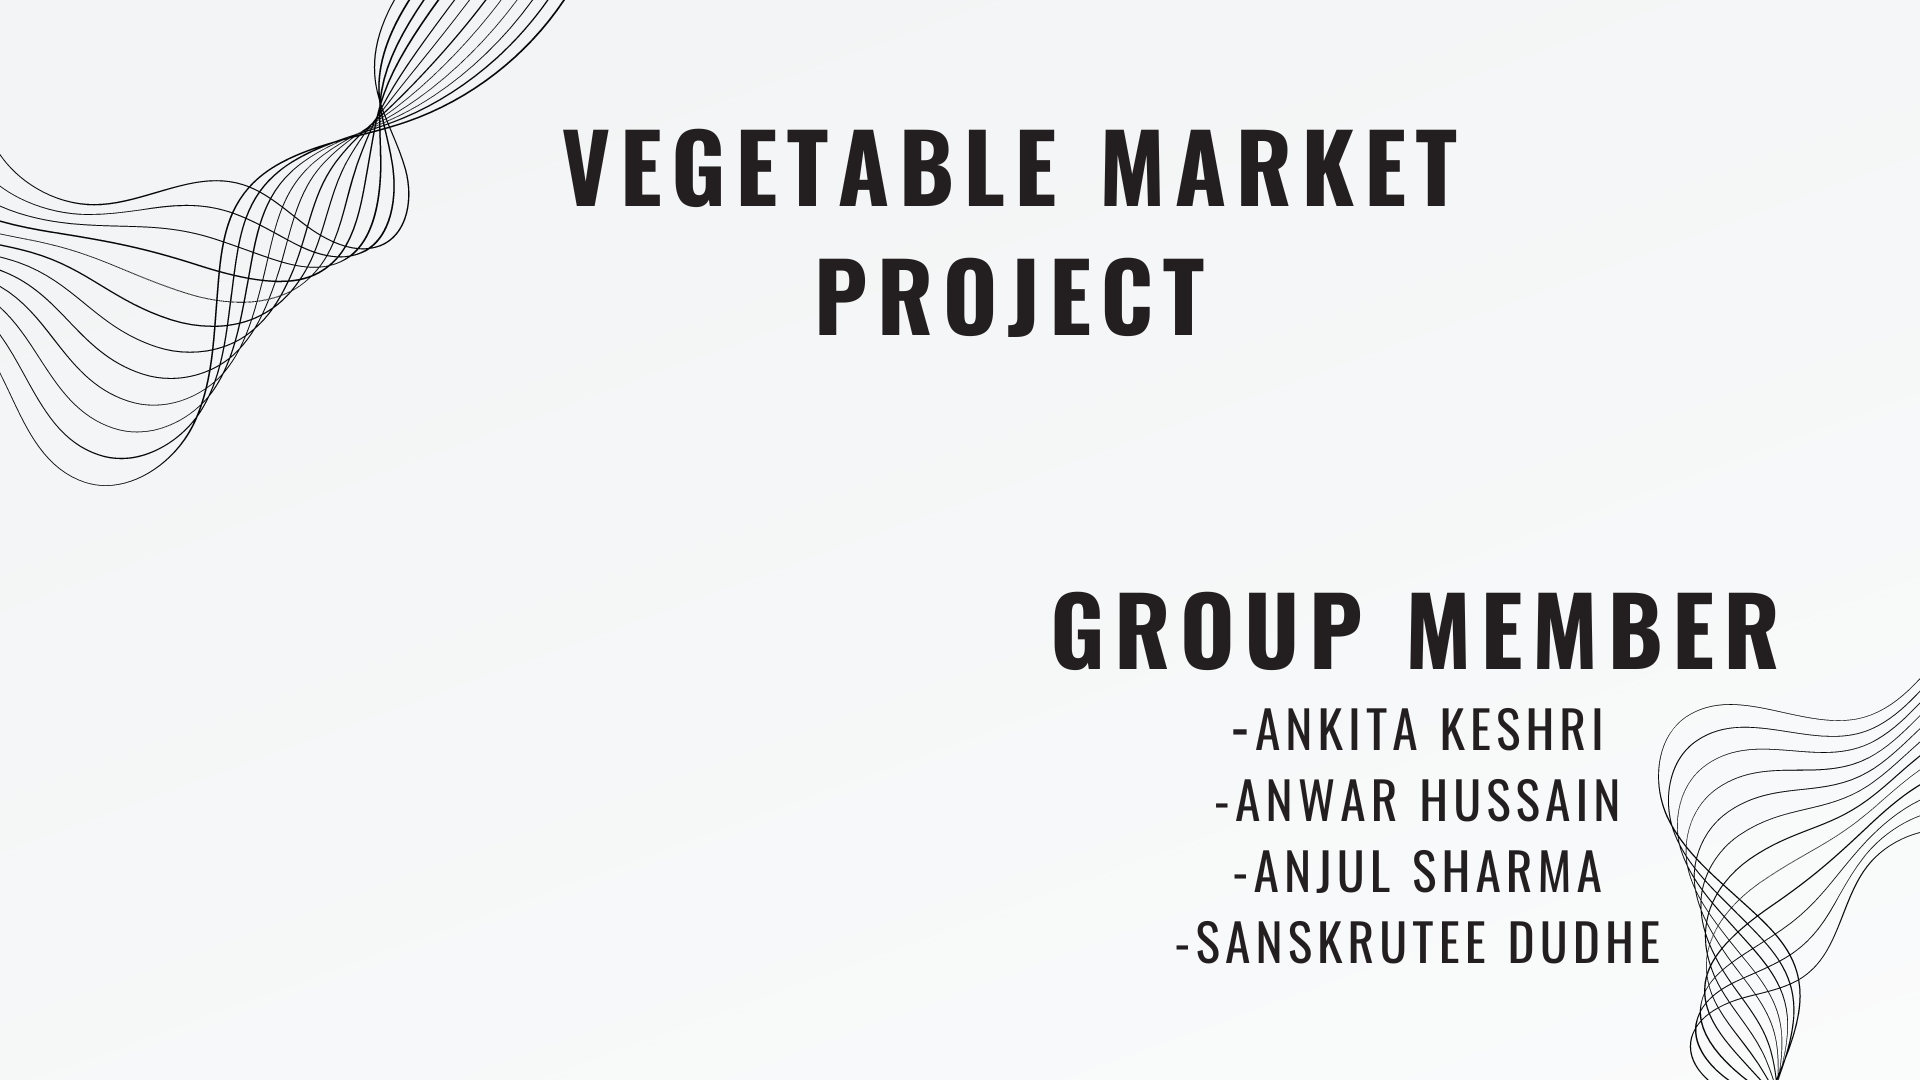 VEGETABLE MARKET
PROJECT
GROUP MEMBER
-ANKITA KESHRI
-ANWAR HUSSAIN
-ANJUL SHARMA
-SANSKRUTEE DUDHE